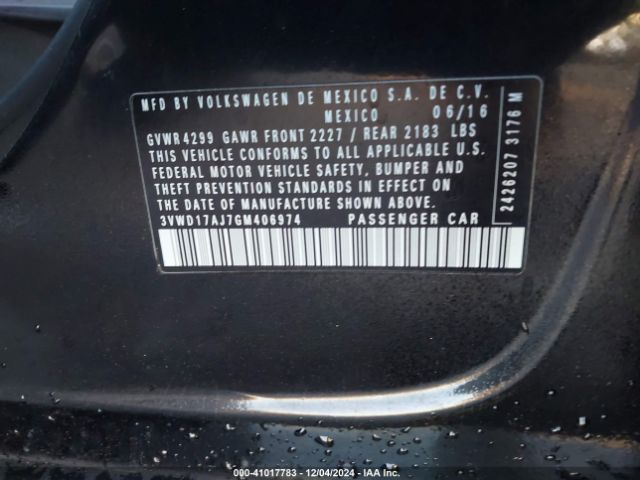 MFD BY VOLKSWAGEN DE MEXICO S.A. DE C.V.
MEXICO 06/16
GVWR 4299 GAWR FRONT 2227 / REAR 2183 LBS
THIS VEHICLE CONFORMS TO ALL APPLICABLE U.S.
FEDERAL MOTOR VEHICLE SAFETY, BUMPER AND
THEFT PREVENTION STANDARDS IN EFFECT ON
THE DATE OF MANUFACTURE SHOWN ABOVE.
3VWD17AJ7GM406974 PASSENGER CAR
2426207 3176 M
000-41017783 - 12/04/2024 - IAA Inc.